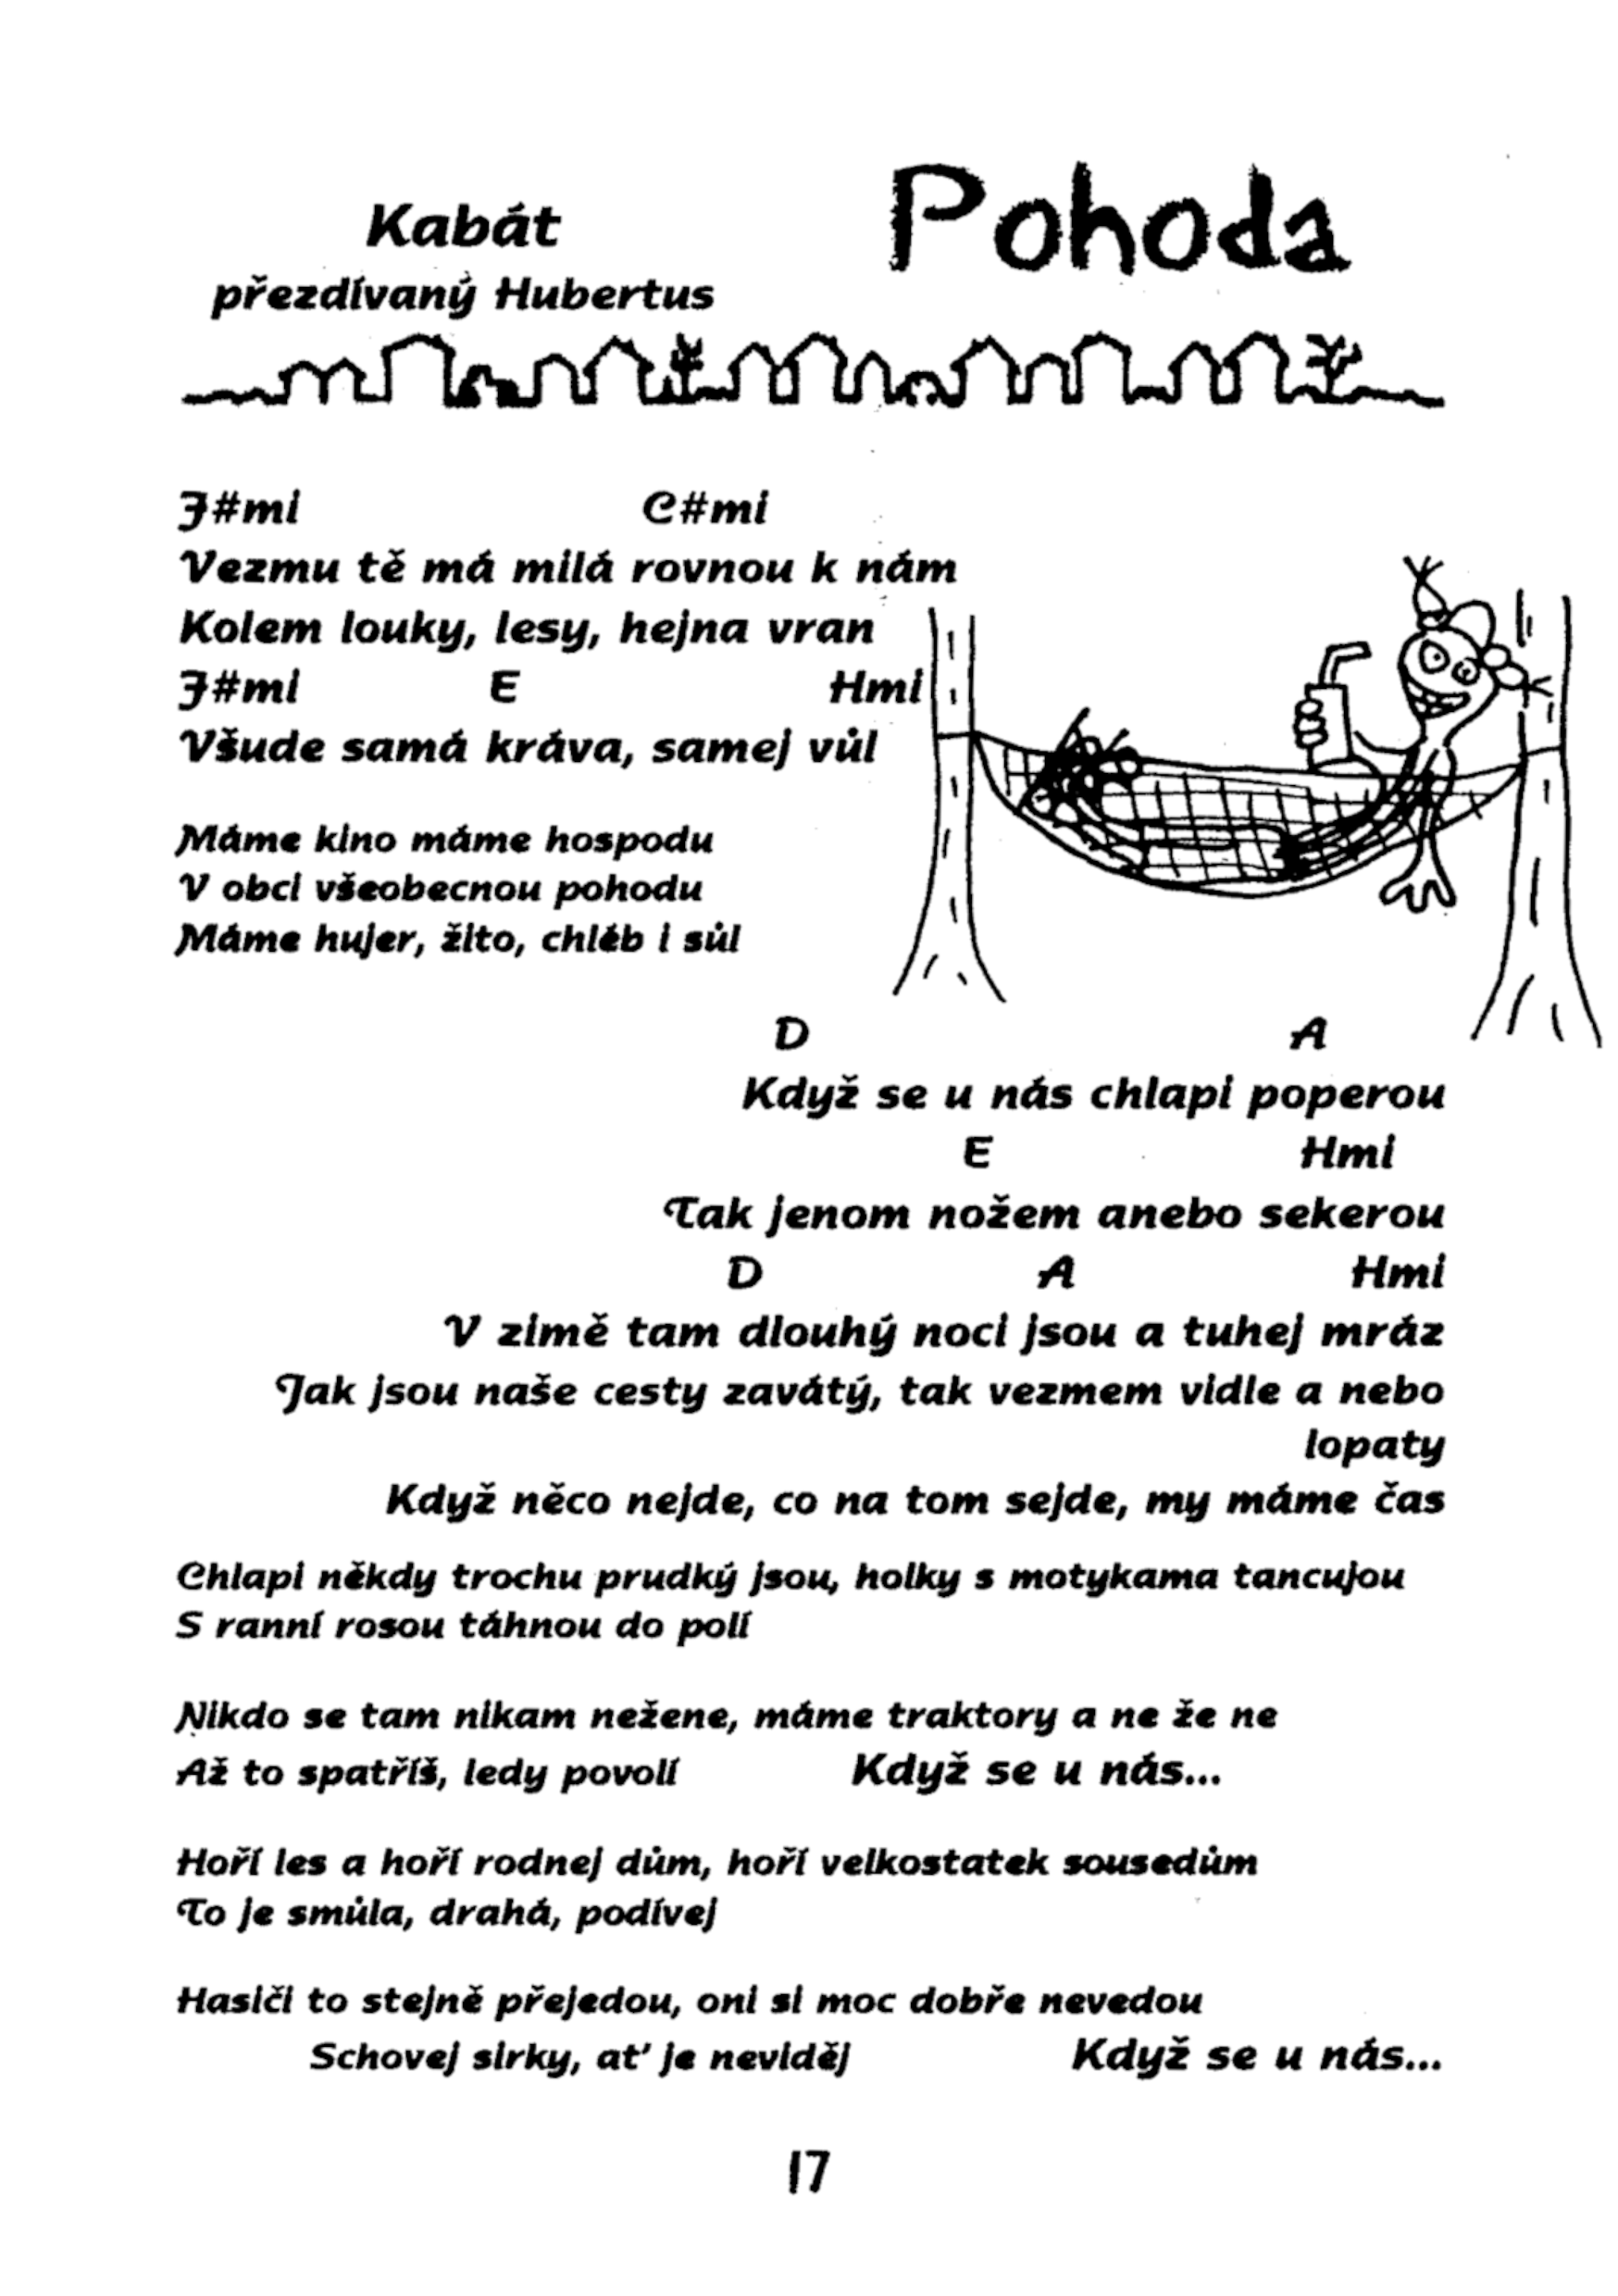 Kabát
přezdívaný Hubertus
Pohoda
F#mi C#mi
Vezmu tě má milá rovnou k nám
Kolem louky, lesy, hejna vran
F#mi E Hmi
Všude samá kráva, samej vůl
Máme kino máme hospodu
V obci všeobecnou pohodu
Máme hujer, žito, chléb i sůl
D A
Když se u nás chlapi poperou
E Hmi
Tak jenom nožem anebo sekerou
D A Hmi
V zimě tam dlouhý noci jsou a tuhej mráz
Jak jsou naše cesty zavátý, tak vezmem vidle a nebo
lopaty
Když něco nejde, co na tom sejde, my máme čas
Chlapi někdy trochu prudký jsou, holky s motykama tancujou
S ranní rosou táhnou do polí
Nikdo se tam nikam nežene, máme traktory a ne že ne
Až to spatříš, ledy povolí Když se u nás...
Hoří les a hoří rodnej dům, hoří velkostatek sousedům
To je smůla, drahá, podívej
Hasiči to stejně přejedou, oni si moc dobře nevedou
Schovej sirky, ať je neviděj Když se u nás...
17